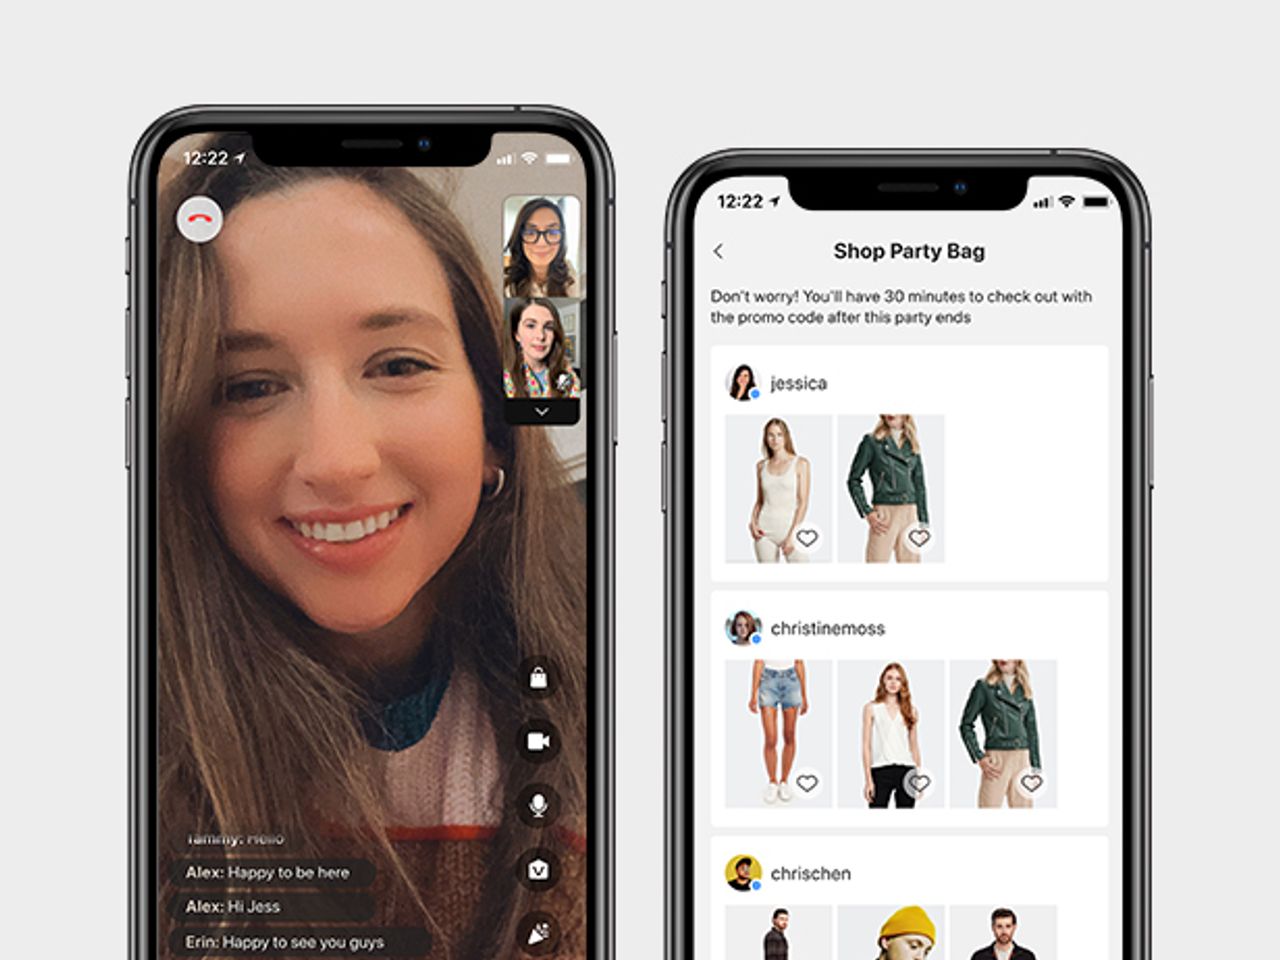 12:22
Tammy: Hello
Alex: Happy to be here
Alex: Hi Jess
Erin: Happy to see you guys
12:22
Shop Party Bag
Don't worry! You'll have 30 minutes to check out with
the promo code after this party ends
jessica
christinemoss
chrischen